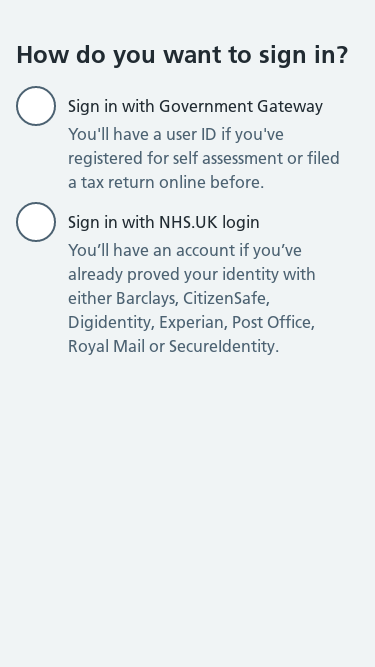 How do you want to sign in?
Sign in with Government Gateway
You'll have a user ID if you've
registered for self assessment or filed
a tax return online before.
Sign in with NHS.UK login
You’ll have an account if you’ve
already proved your identity with
either Barclays, CitizenSafe,
Digidentity, Experian, Post Office,
Royal Mail or SecureIdentity.